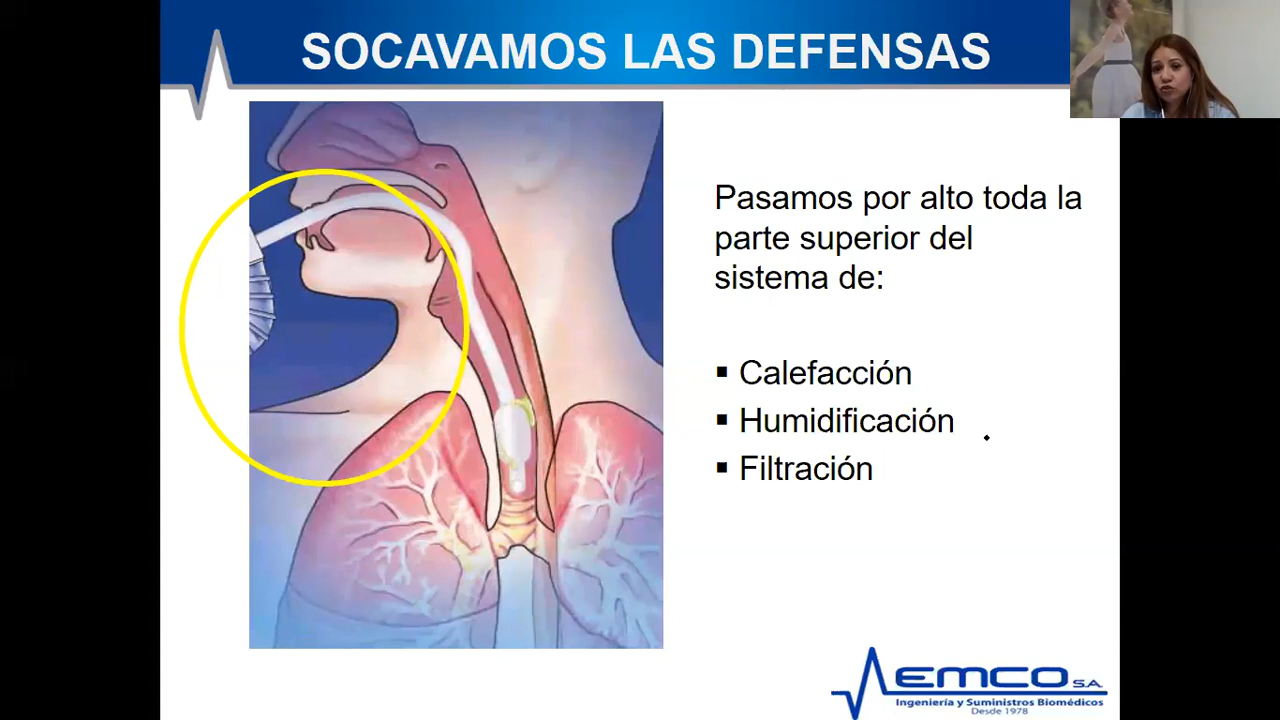 SOCAVAMOS LAS DEFENSAS
Pasamos por alto toda la
parte superior del
sistema de:
▪ Calefacción
▪ Humidificación
▪ Filtración
EMCO S.A.
Ingeniería y Suministros Biomédicos
Desde 1978